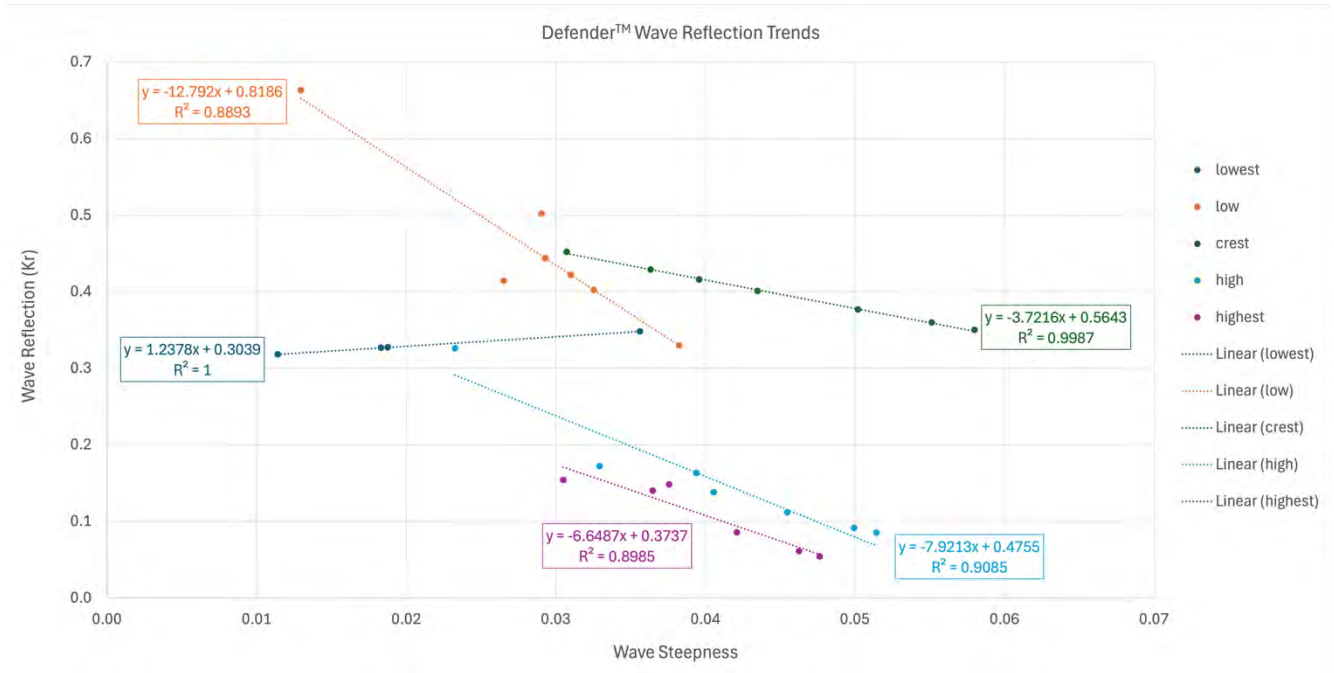 Defender™ Wave Reflection Trends
0.7
0.6
0.5
0.4
0.3
0.2
0.1
0.0
Wave Reflection (Kr)
y = -12.792x + 0.8186
R² = 0.8893
y = 1.2378x + 0.3039
R² = 1
y = -3.7216x + 0.5643
R² = 0.9987
y = -6.6487x + 0.3737
R² = 0.8985
y = -7.9213x + 0.4755
R² = 0.9085
0.00
0.01
0.02
0.03
0.04
0.05
0.06
0.07
Wave Steepness
lowest
low
crest
high
highest
Linear (lowest)
Linear (low)
Linear (crest)
Linear (high)
Linear (highest)